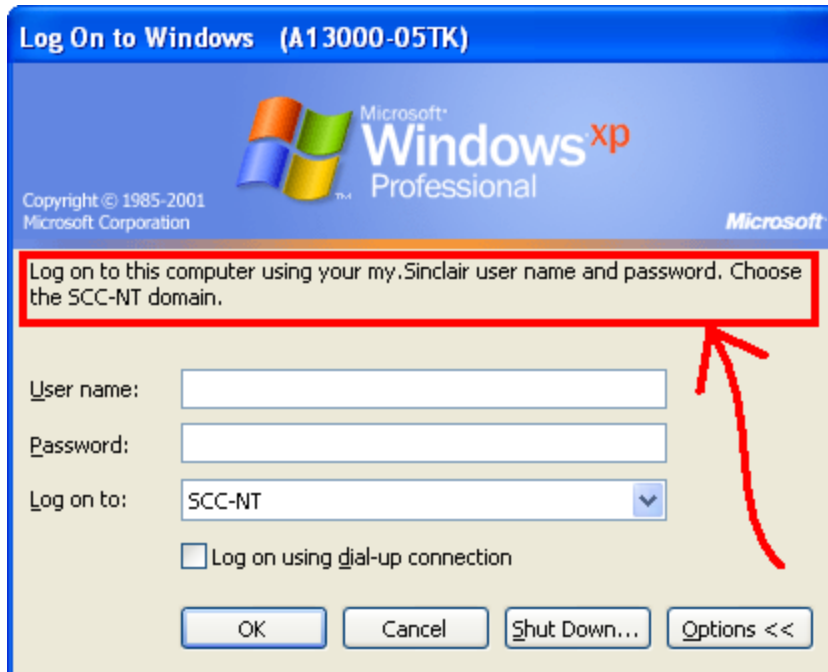 Log On to Windows (A13000-05TK)
Microsoft
Windows xp
Professional
Copyright © 1985-2001
Microsoft Corporation
Microsoft
Log on to this computer using your my.Sinclair user name and password. Choose
the SCC-NT domain.
User name:
Password:
Log on to: SCC-NT
Log on using dial-up connection
OK Cancel Shut Down... Options <<